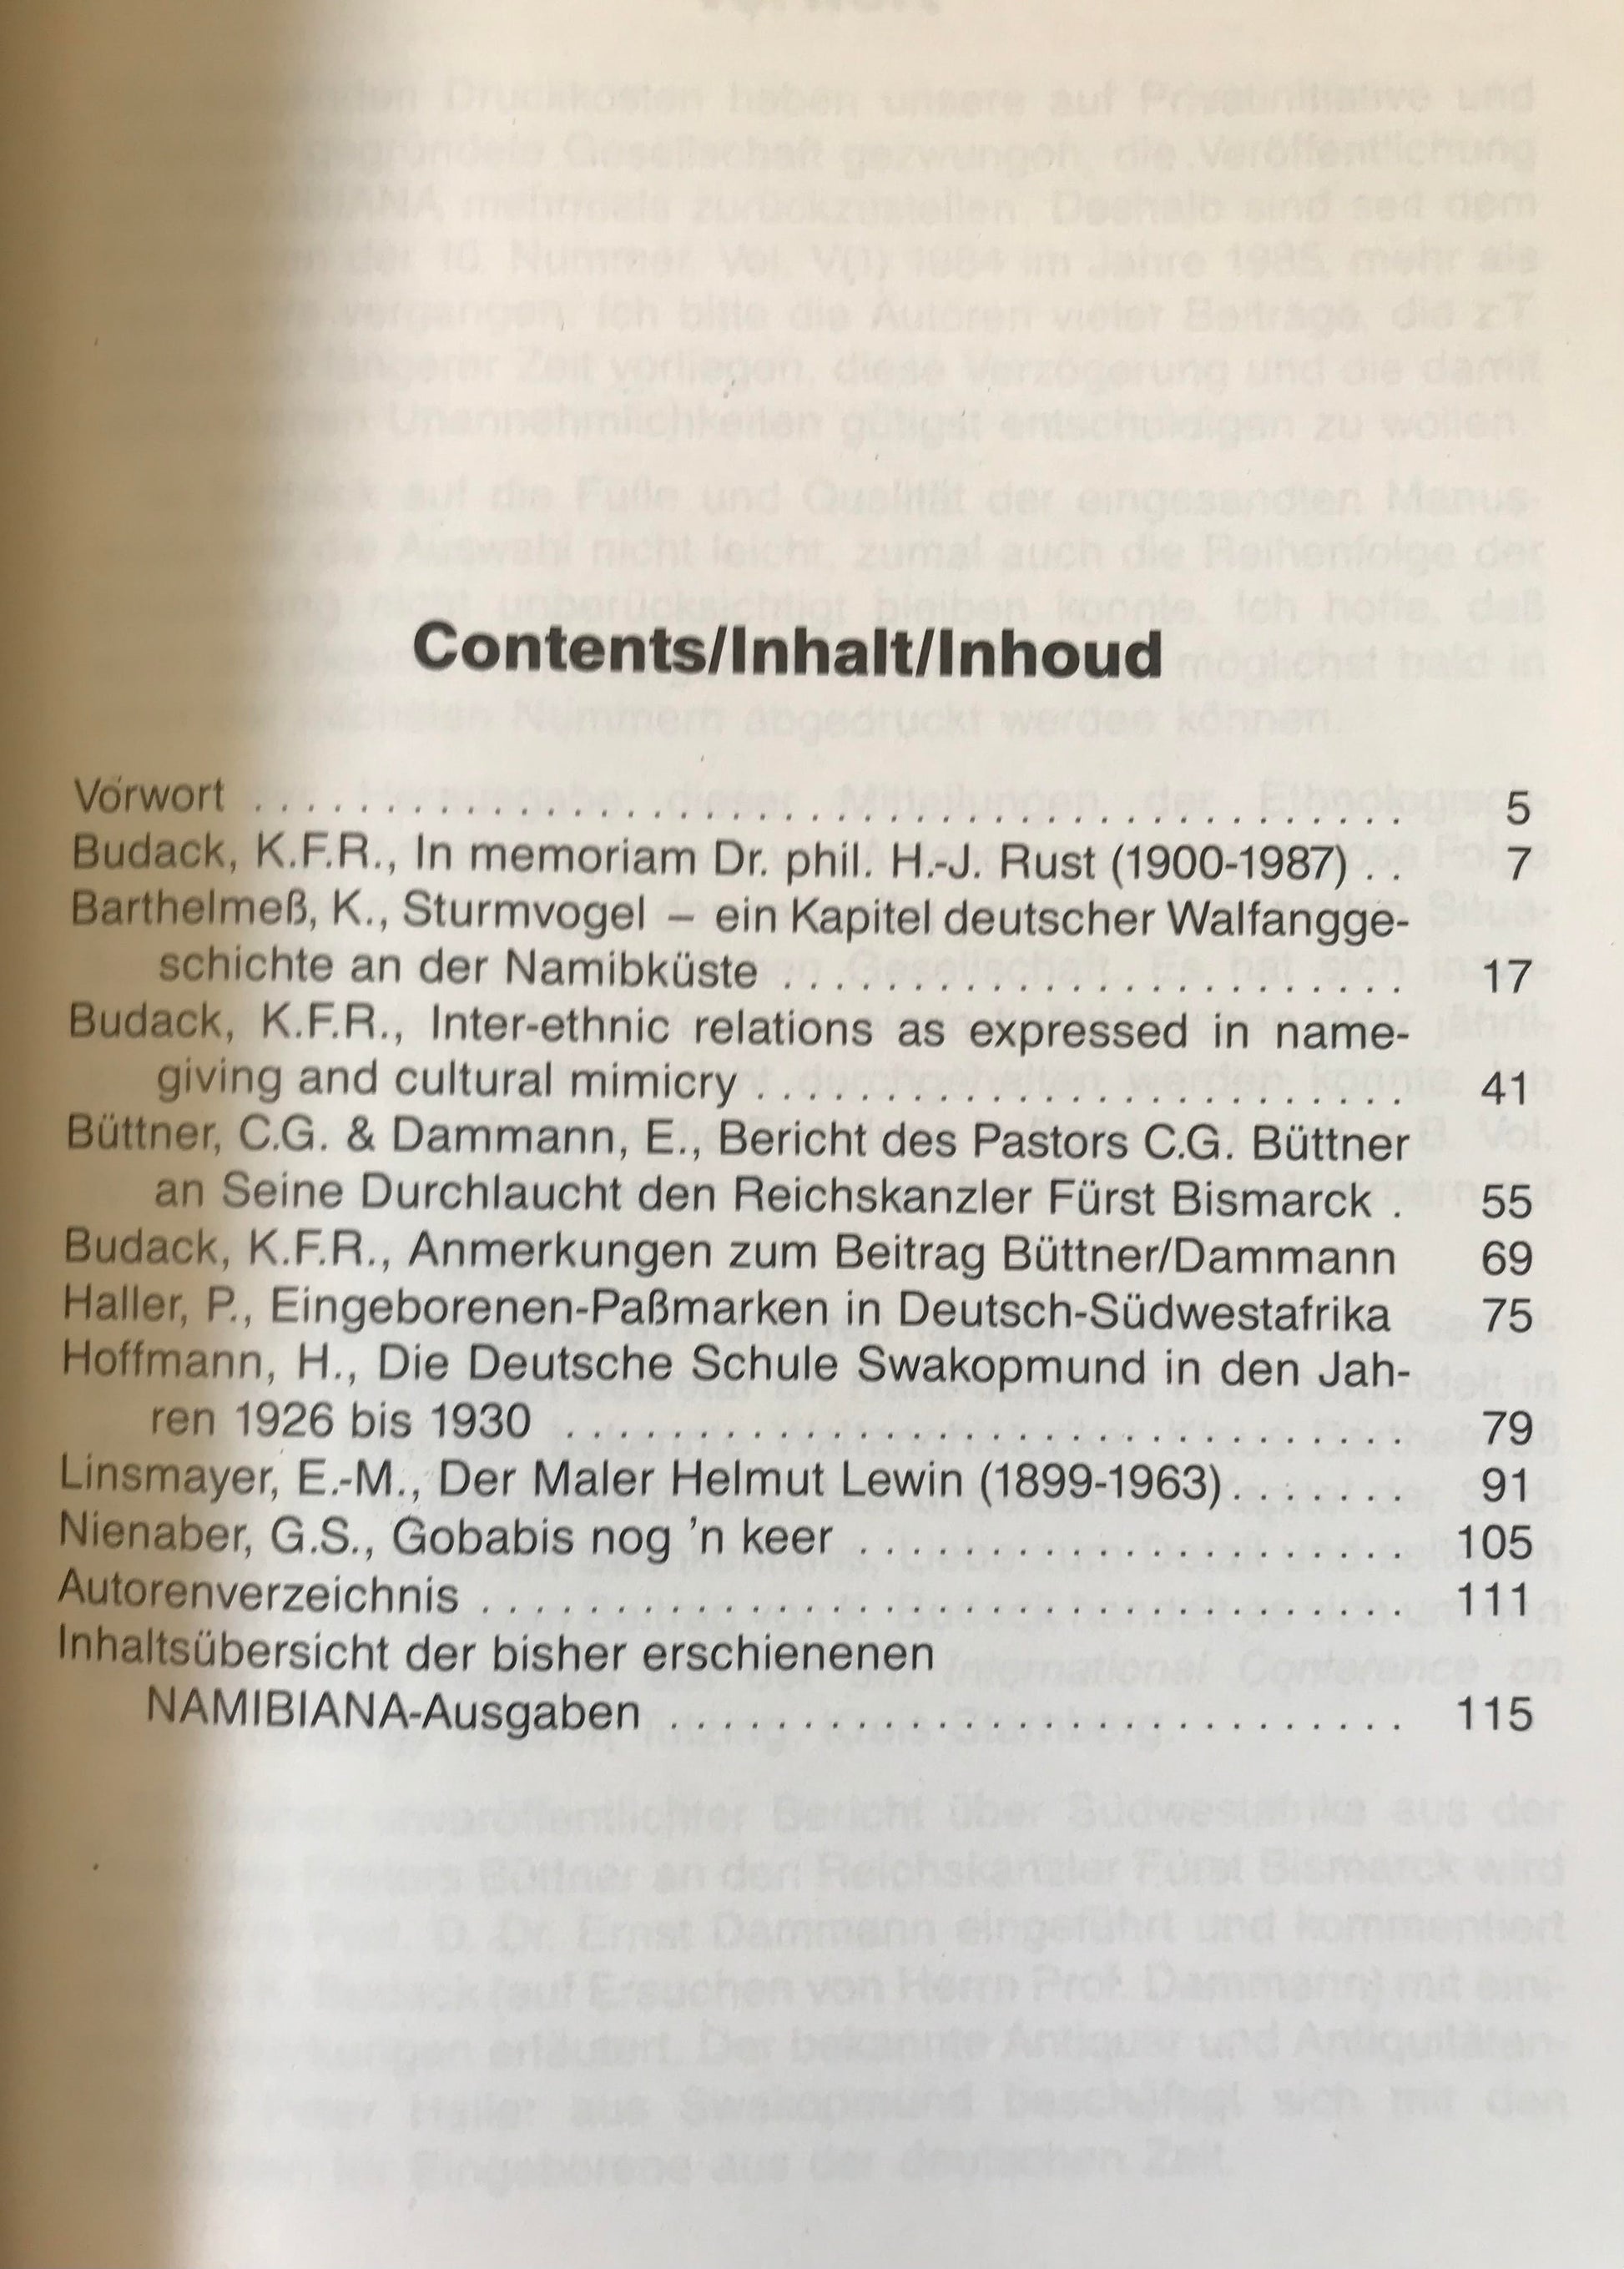 Contents/Inhalt/Inhoud
Vorwort . . . . . . . . . . . . . . . . . . . . . . . . . . . . . . . . . . . . . . . . . . . . 5
Budack, K.F.R., In memoriam Dr. phil. H.-J. Rust (1900-1987) . . 7
Barthelmeß, K., Sturmvogel – ein Kapitel deutscher Walfangge-
schichte an der Namibküste . . . . . . . . . . . . . . . . . . . . . . . . 17
Budack, K.F.R., Inter-ethnic relations as expressed in name-
giving and cultural mimicry . . . . . . . . . . . . . . . . . . . . . . . . . 41
Büttner, C.G. & Dammann, E., Bericht des Pastors C.G. Büttner
an Seine Durchlaucht den Reichskanzler Fürst Bismarck . 55
Budack, K.F.R., Anmerkungen zum Beitrag Büttner/Dammann 69
Haller, P., Eingeborenen-Paßmarken in Deutsch-Südwestafrika 75
Hoffmann, H., Die Deutsche Schule Swakopmund in den Jah-
ren 1926 bis 1930 . . . . . . . . . . . . . . . . . . . . . . . . . . . . . . . . 79
Linsmayer, E.-M., Der Maler Helmut Lewin (1899-1963) . . . . . . . 91
Nienaber, G.S., Gobabis nog 'n keer . . . . . . . . . . . . . . . . . . . . . 105
Autorenverzeichnis . . . . . . . . . . . . . . . . . . . . . . . . . . . . . . . . . . . 111
Inhaltsübersicht der bisher erschienenen
NAMIBIANA-Ausgaben . . . . . . . . . . . . . . . . . . . . . . . . . . . . 115